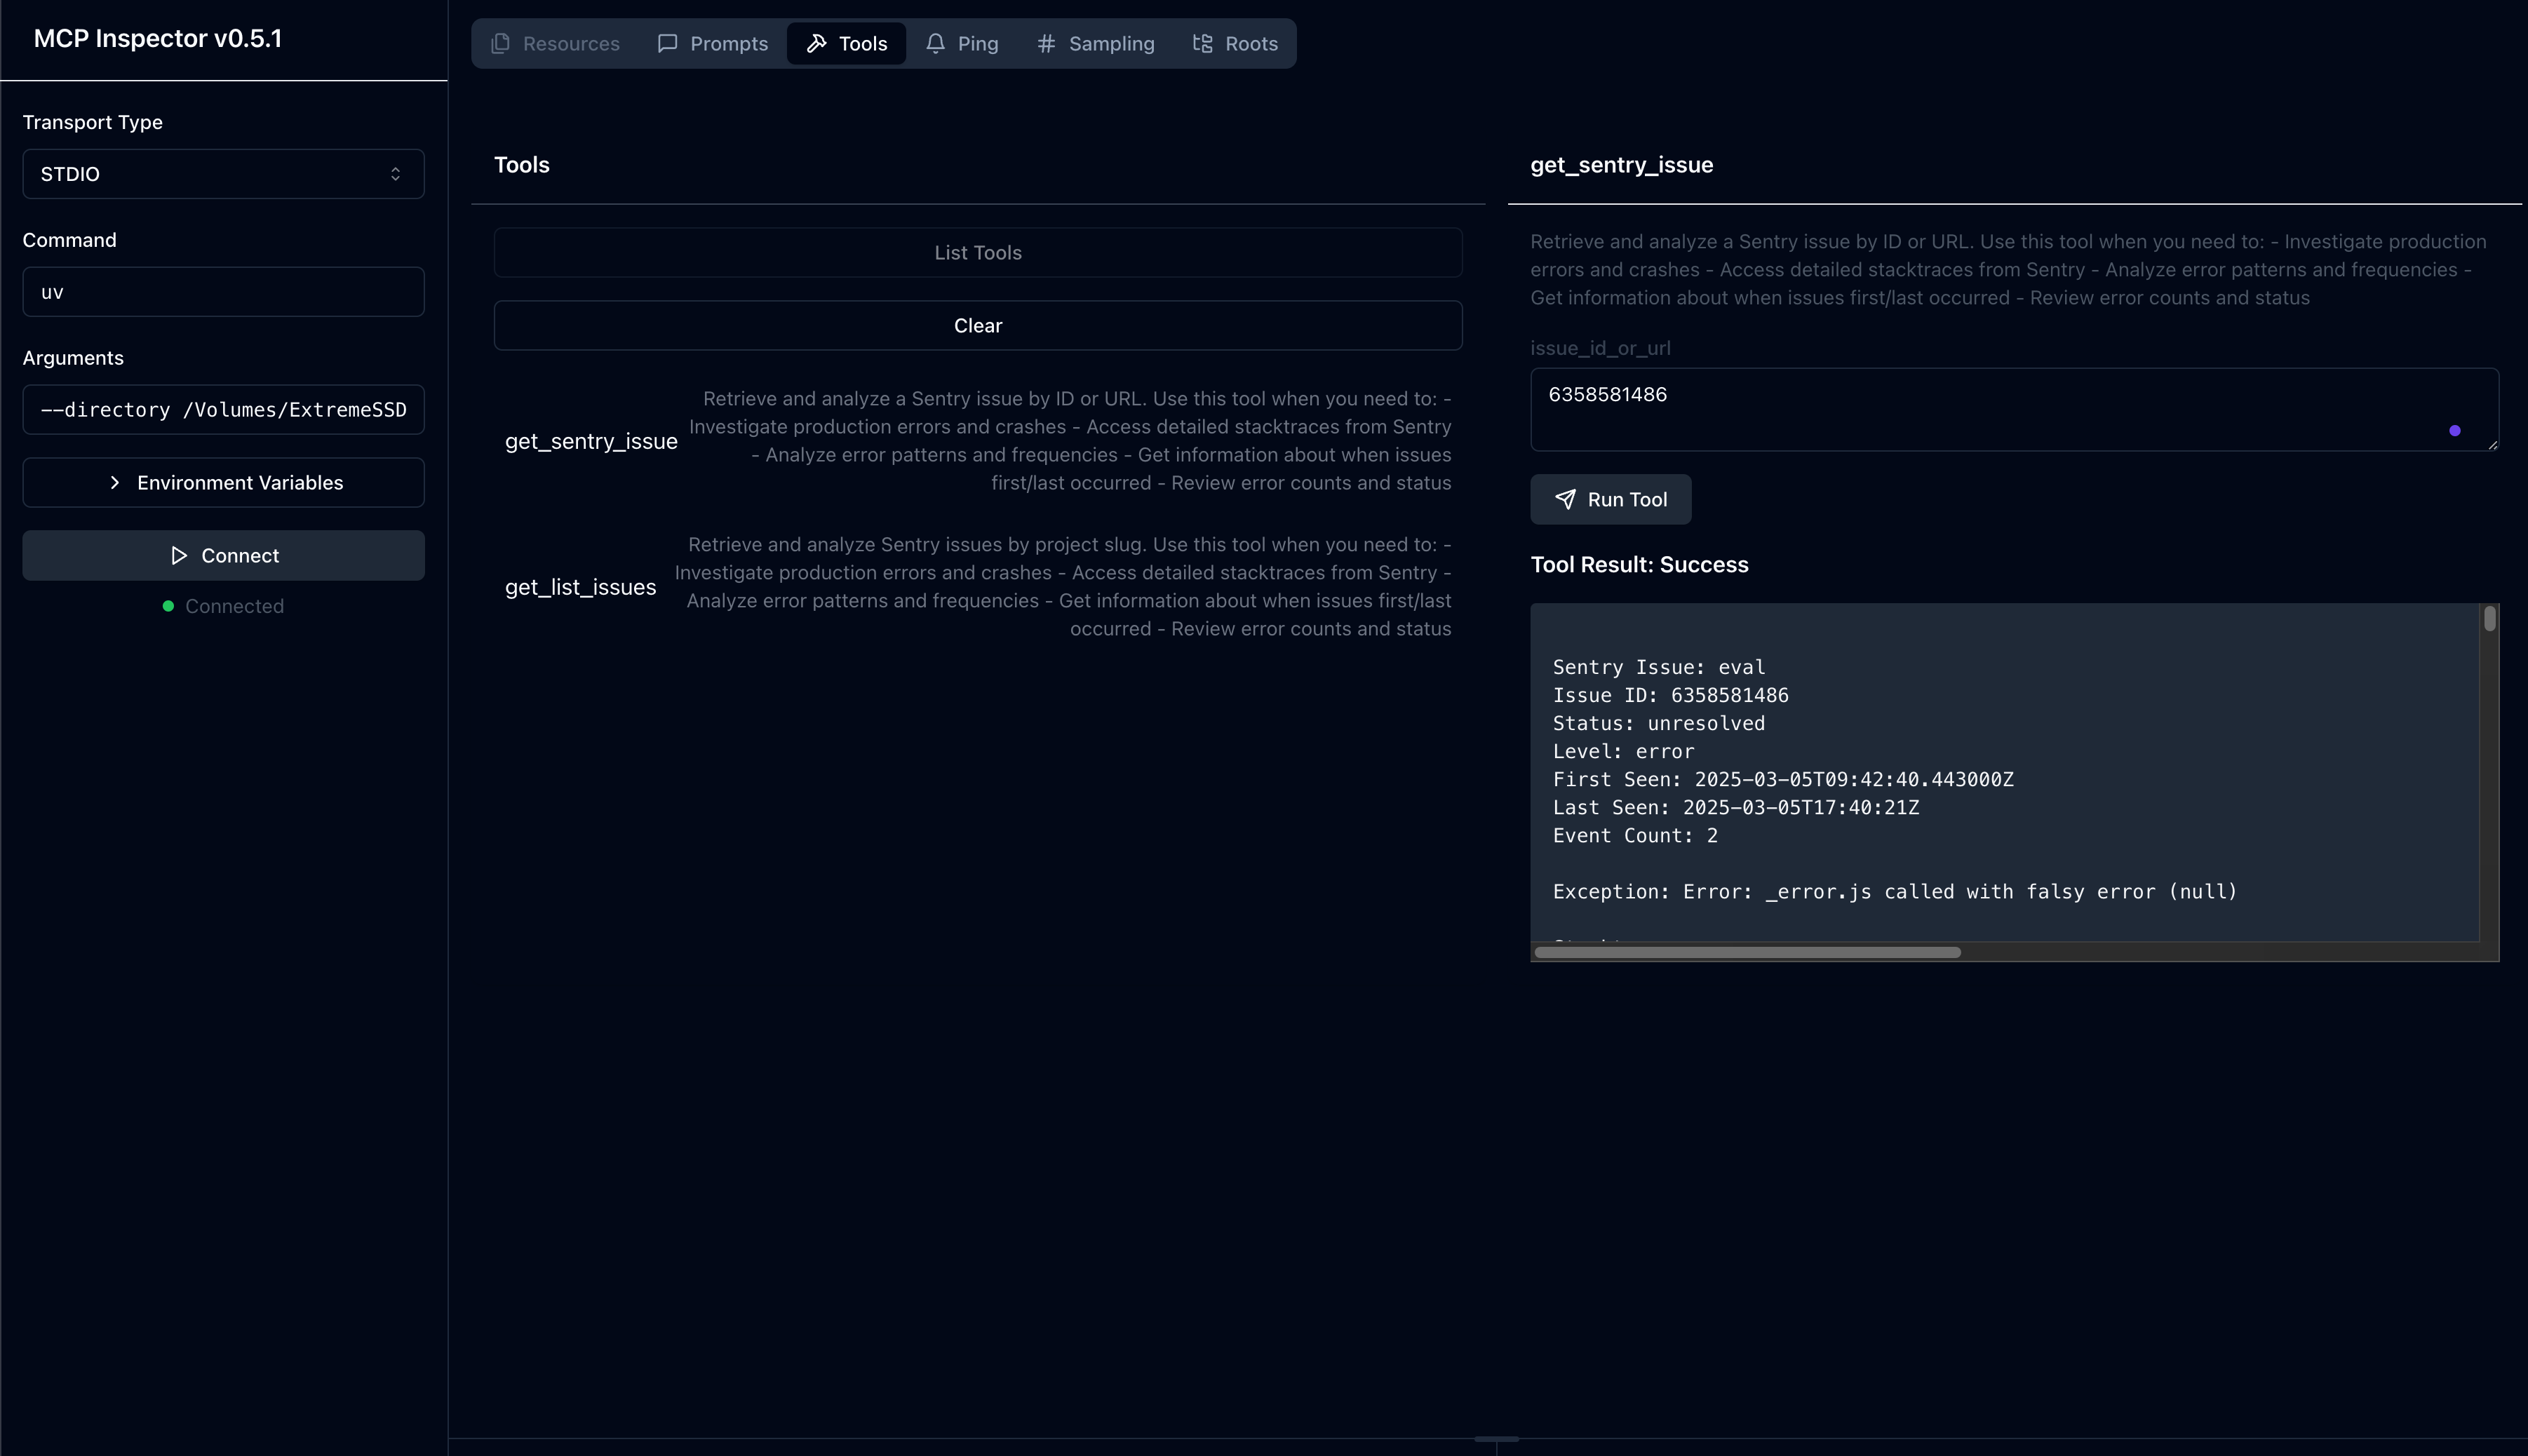 MCP Inspector v0.5.1
Transport Type
STDIO
Command
uv
Arguments
--directory /Volumes/ExtremeSSD
Environment Variables
Connect
Connected
Resources
Prompts
Tools
Ping
Sampling
Roots
Tools
List Tools
Clear
get_sentry_issue
Retrieve and analyze a Sentry issue by ID or URL. Use this tool when you need to: -
Investigate production errors and crashes - Access detailed stacktraces from Sentry
- Analyze error patterns and frequencies - Get information about when issues
first/last occurred - Review error counts and status
get_list_issues
Retrieve and analyze Sentry issues by project slug. Use this tool when you need to: -
Investigate production errors and crashes - Access detailed stacktraces from Sentry -
Analyze error patterns and frequencies - Get information about when issues first/last
occurred - Review error counts and status
get_sentry_issue
Retrieve and analyze a Sentry issue by ID or URL. Use this tool when you need to: - Investigate production
errors and crashes - Access detailed stacktraces from Sentry - Analyze error patterns and frequencies -
Get information about when issues first/last occurred - Review error counts and status
issue_id_or_url
6358581486
Run Tool
Tool Result: Success
Sentry Issue: eval
Issue ID: 6358581486
Status: unresolved
Level: error
First Seen: 2025-03-05T09:42:40.443000Z
Last Seen: 2025-03-05T17:40:21Z
Event Count: 2
Exception: Error: _error.js called with falsy error (null)